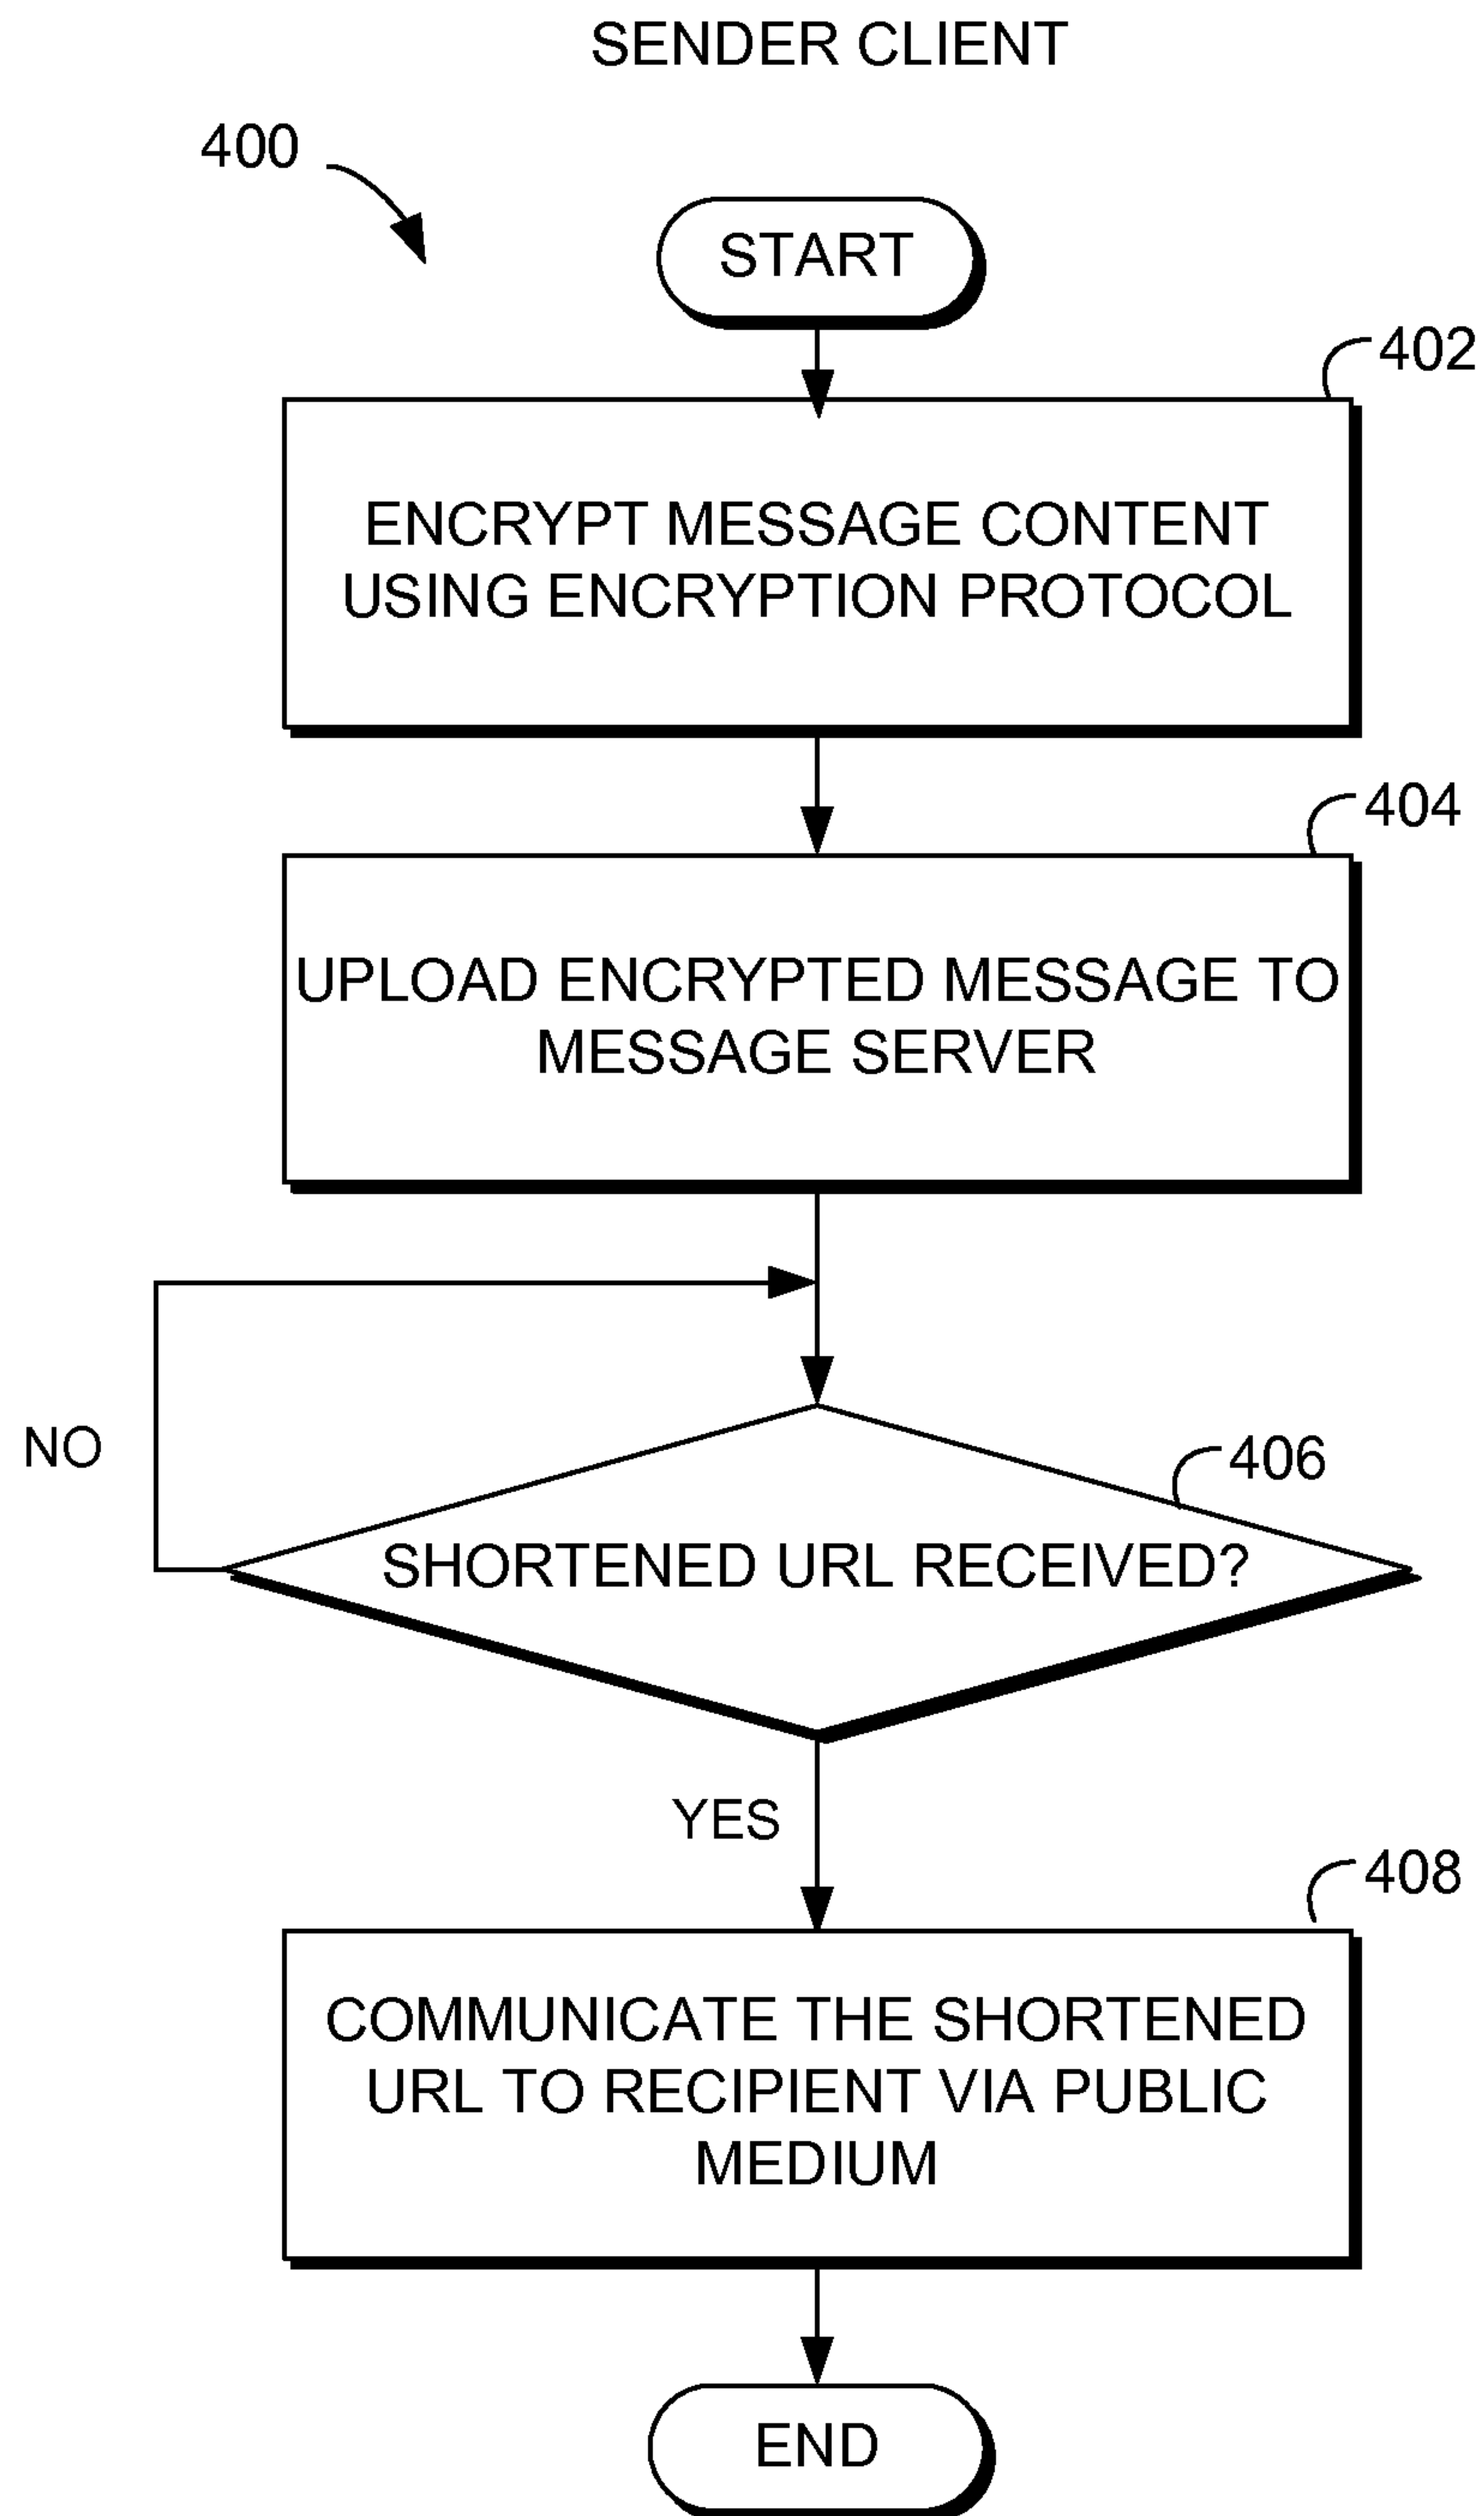 SENDER CLIENT
400
START
402
ENCRYPT MESSAGE CONTENT
USING ENCRYPTION PROTOCOL
404
UPLOAD ENCRYPTED MESSAGE TO
MESSAGE SERVER
NO
406
SHORTENED URL RECEIVED?
YES
408
COMMUNICATE THE SHORTENED
URL TO RECIPIENT VIA PUBLIC
MEDIUM
END